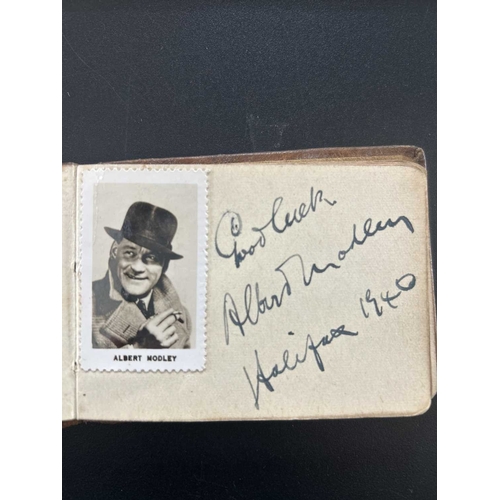 ALBERT MODLEY
Good Luck
Albert Modley
Halifax 1940